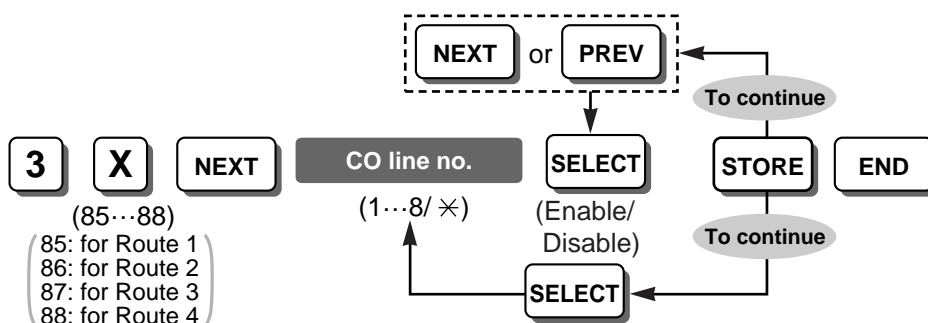 NEXT or PREV
To continue
3 X NEXT CO line no. SELECT STORE END
(85···88) (1···8/ ✳) (Enable/
Disable)
To continue
85: for Route 1
86: for Route 2
87: for Route 3
88: for Route 4
SELECT